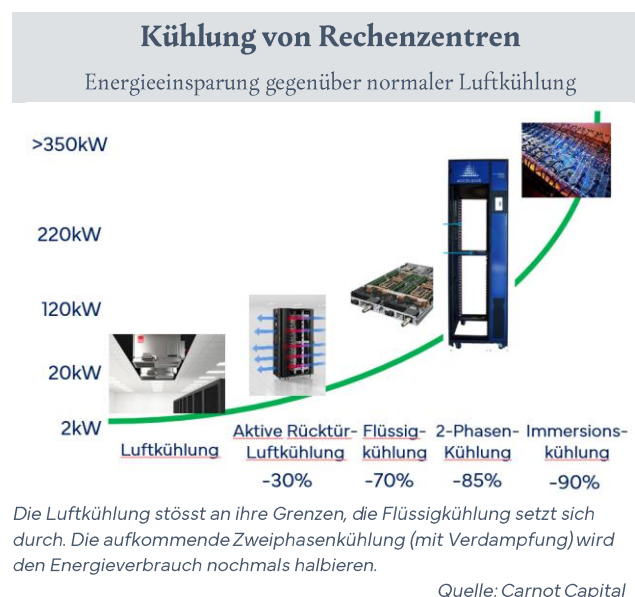 Kühlung von Rechenzentren
Energieeinsparung gegenüber normaler Luftkühlung
>350kW
220kW
120kW
20kW
2kW
Luftkühlung
Aktive Rücktür-
Luftkühlung
-30%
Flüssig-
kühlung
-70%
2-Phasen-
Kühlung
-85%
Immersions-
kühlung
-90%
Die Luftkühlung stösst an ihre Grenzen, die Flüssigkühlung setzt sich
durch. Die aufkommende Zweiphasenkühlung (mit Verdampfung) wird
den Energieverbrauch nochmals halbieren.
Quelle: Carnot Capital